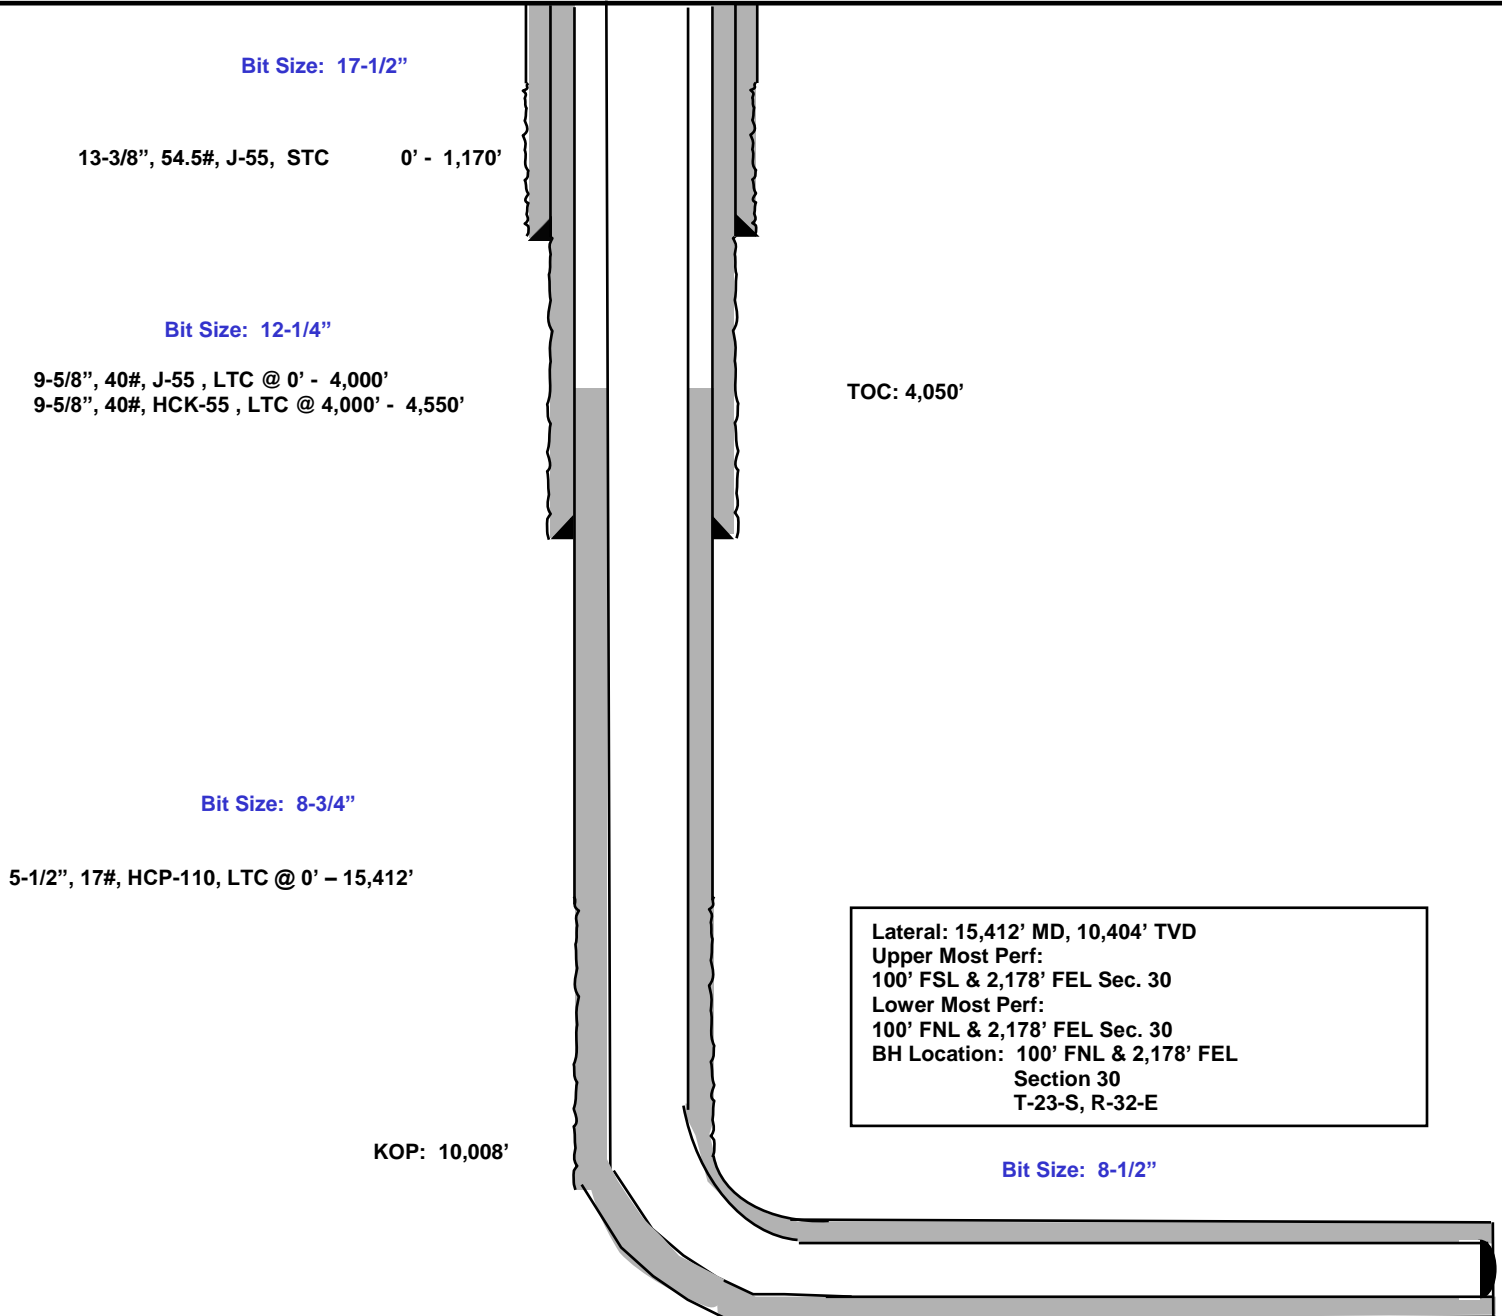 Bit Size: 17-1/2”
13-3/8”, 54.5#, J-55, STC 0’ - 1,170’
Bit Size: 12-1/4”
9-5/8”, 40#, J-55 , LTC @ 0’ - 4,000’
9-5/8”, 40#, HCK-55 , LTC @ 4,000’ - 4,550’
TOC: 4,050’
Bit Size: 8-3/4”
5-1/2”, 17#, HCP-110, LTC @ 0’ – 15,412’
Lateral: 15,412’ MD, 10,404’ TVD
Upper Most Perf:
100’ FSL & 2,178’ FEL Sec. 30
Lower Most Perf:
100’ FNL & 2,178’ FEL Sec. 30
BH Location: 100’ FNL & 2,178’ FEL
Section 30
T-23-S, R-32-E
KOP: 10,008’
Bit Size: 8-1/2”